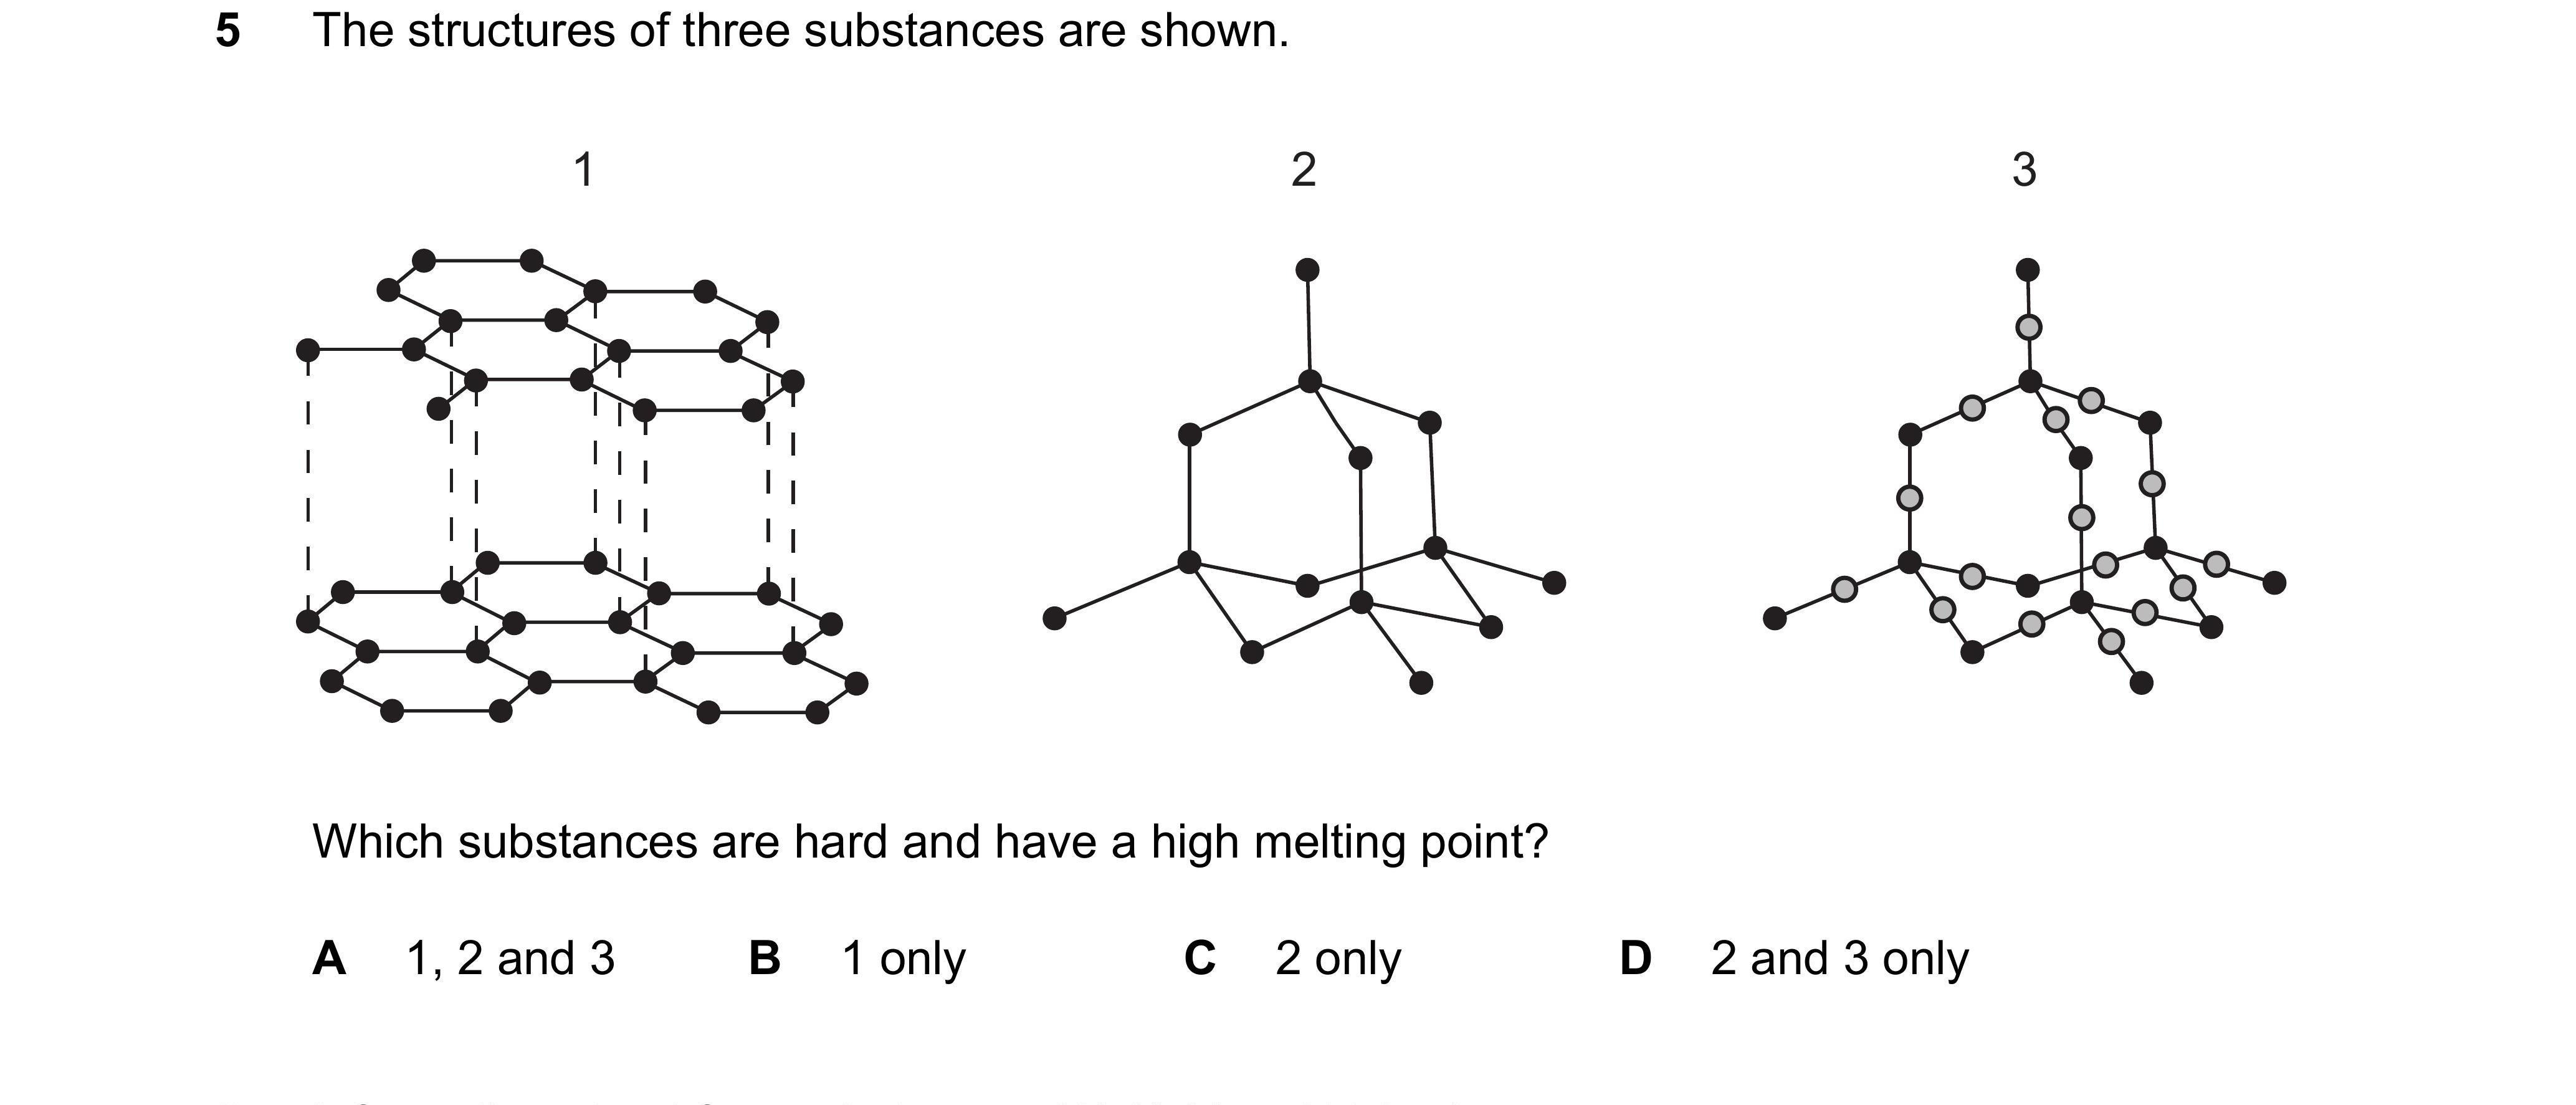 5 The structures of three substances are shown.
1 2 3
Which substances are hard and have a high melting point?
A 1, 2 and 3 B 1 only C 2 only D 2 and 3 only